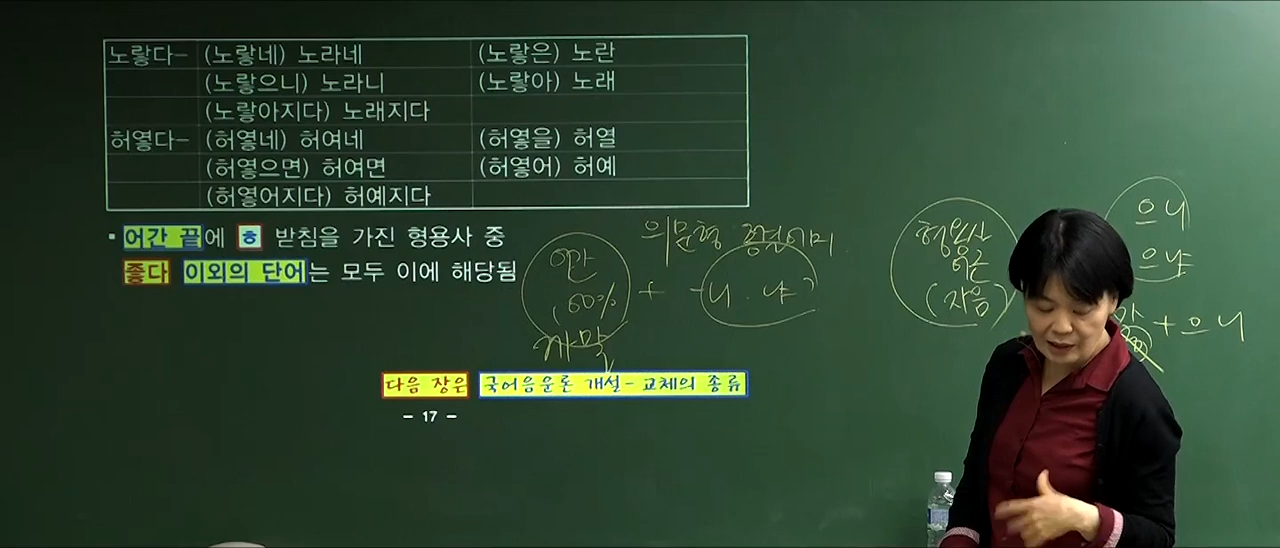 노랗다- (노랗네) 노라네 (노랗은) 노란
(노랗으니) 노라니 (노랗아) 노래
(노랗아지다) 노래지다
허옇다- (허옇네) 허여네 (허옇을) 허열
(허옇으면) 허여면 (허옇어) 허예
(허옇어지다) 허예지다
▪ 어간 끝에 ㅎ 받침을 가진 형용사 중
좋다 이외의 단어는 모두 이에 해당됨
의문형 종결어미
어간
60%
+ -니. 냐?
형용사
어근
(자음)
으니
으냐
+으니
다음 장은 국어음운론 개설- 교체의 종류
- 17 -